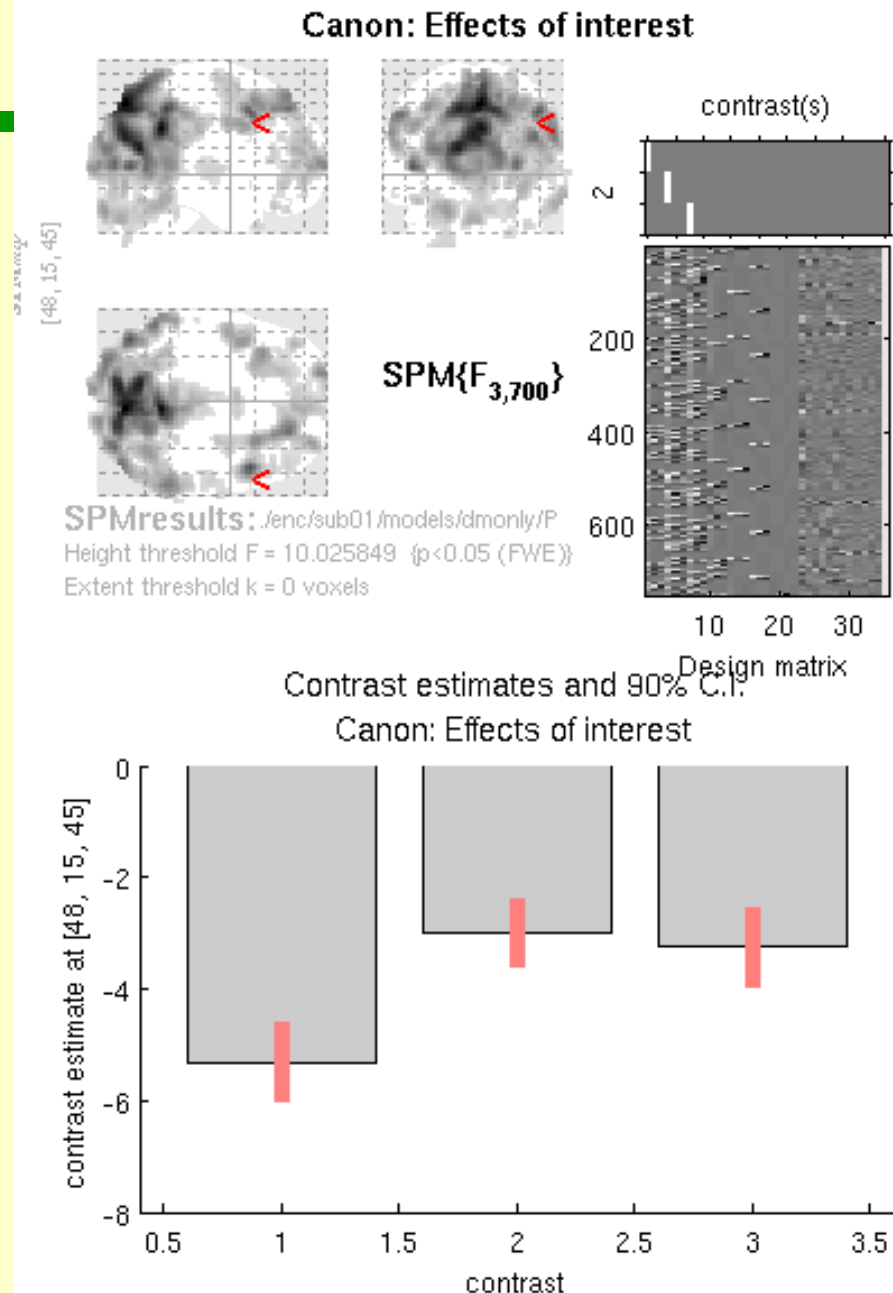 Canon: Effects of interest
[48, 15, 45]
contrast(s)
2
SPM{F3,700}
200
400
600
10 20 30
Design matrix
SPMresults: ./enc/sub01/models/dmonly/P
Height threshold F = 10.025849 {p<0.05 (FWE)}
Extent threshold k = 0 voxels
Contrast estimates and 90% C.I.
Canon: Effects of interest
contrast estimate at [48, 15, 45]
0
-2
-4
-6
-8
0.5 1 1.5 2 2.5 3 3.5
contrast